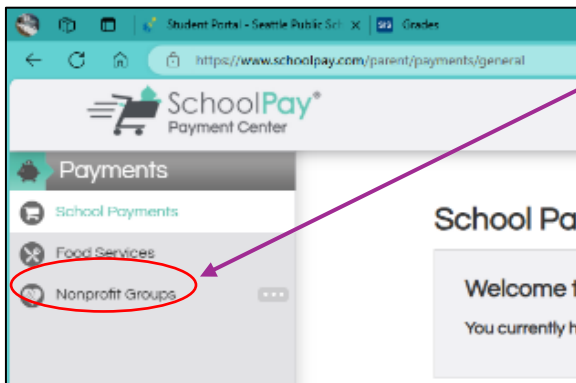 Student Portal - Seattle Public Sch
Grades
https://www.schoolpay.com/parent/payments/general
SchoolPay®
Payment Center
Payments
School Payments
Food Services
Nonprofit Groups
School Pa
Welcome t
You currently h